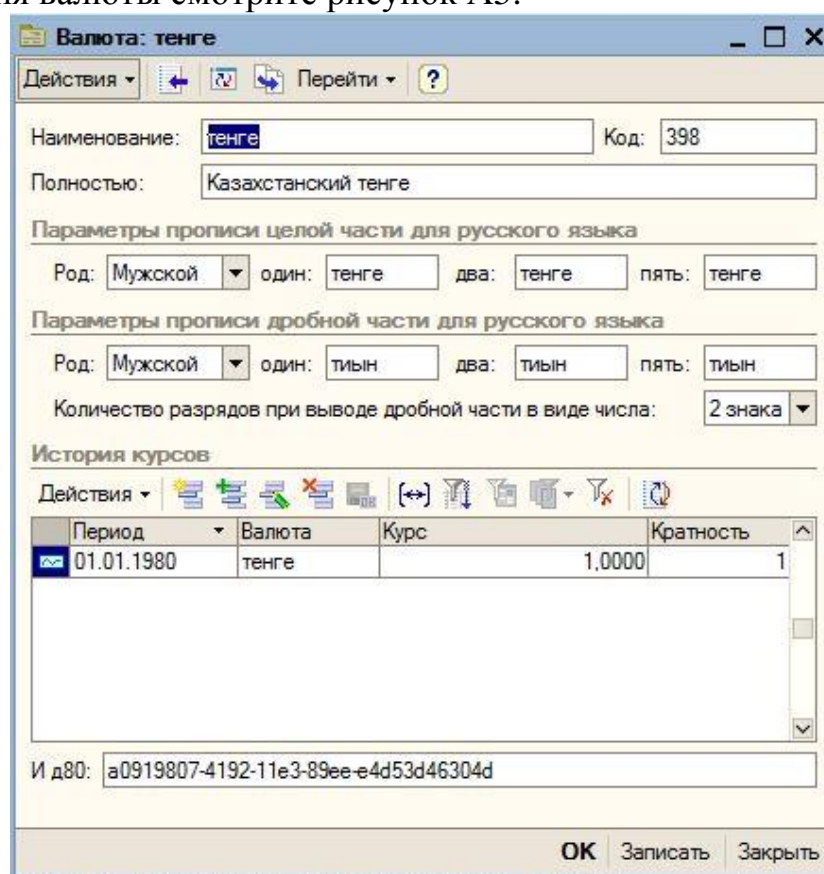 ия валюты смотрите рисунок А3.
Валюта: тенге
Действия Перейти ?
Наименование: тенге Код: 398
Полностью: Казахстанский тенге
Параметры прописи целой части для русского языка
Род: Мужской один: тенге два: тенге пять: тенге
Параметры прописи дробной части для русского языка
Род: Мужской один: тиын два: тиын пять: тиын
Количество разрядов при выводе дробной части в виде числа: 2 знака
История курсов
Действия
Период Валюта Курс Кратность
01.01.1980 тенге 1,0000 1
И д80: a0919807-4192-11e3-89ee-e4d53d46304d
OK Записать Закрыть